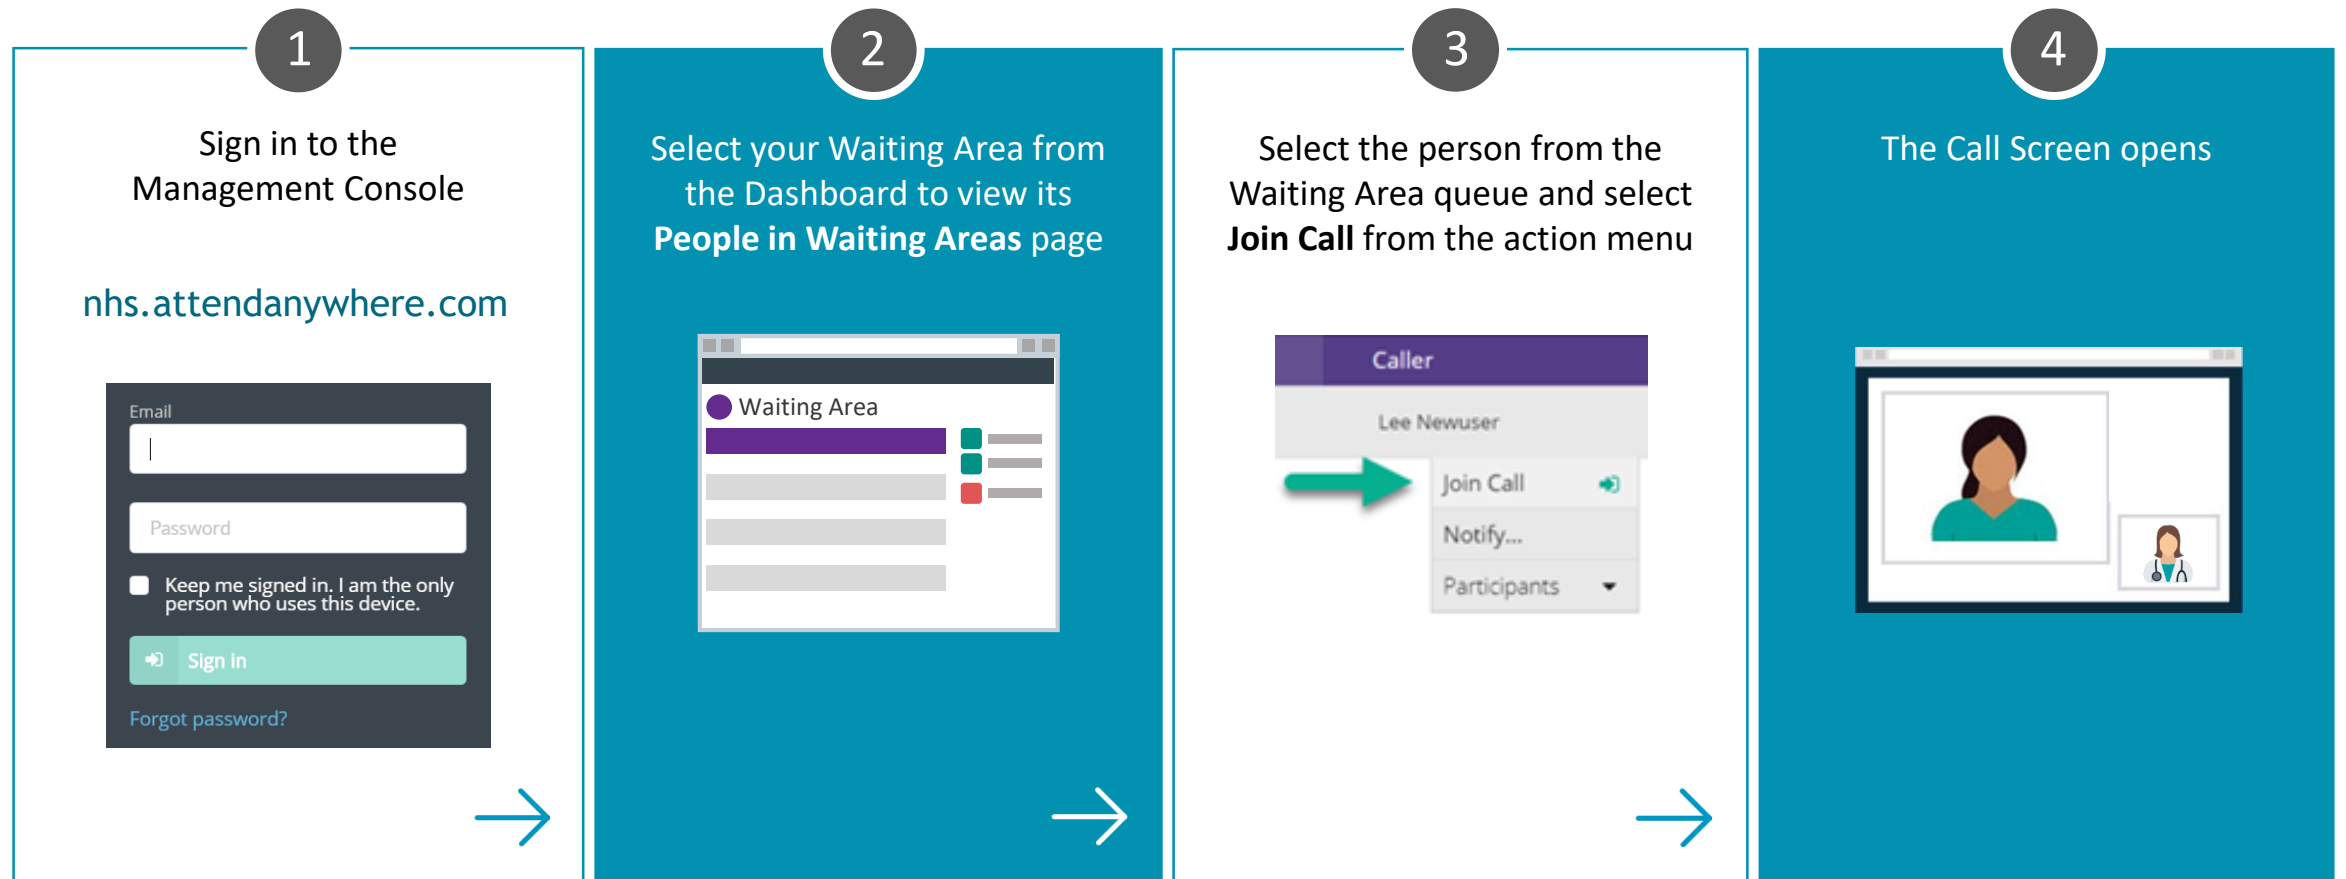 1
Sign in to the
Management Console
nhs.attendanywhere.com
Email
Password
Keep me signed in. I am the only
person who uses this device.
Sign in
Forgot password?
2
Select your Waiting Area from
the Dashboard to view its
People in Waiting Areas page
Waiting Area
3
Select the person from the
Waiting Area queue and select
Join Call from the action menu
Caller
Lee Newuser
Join Call
Notify...
Participants
4
The Call Screen opens